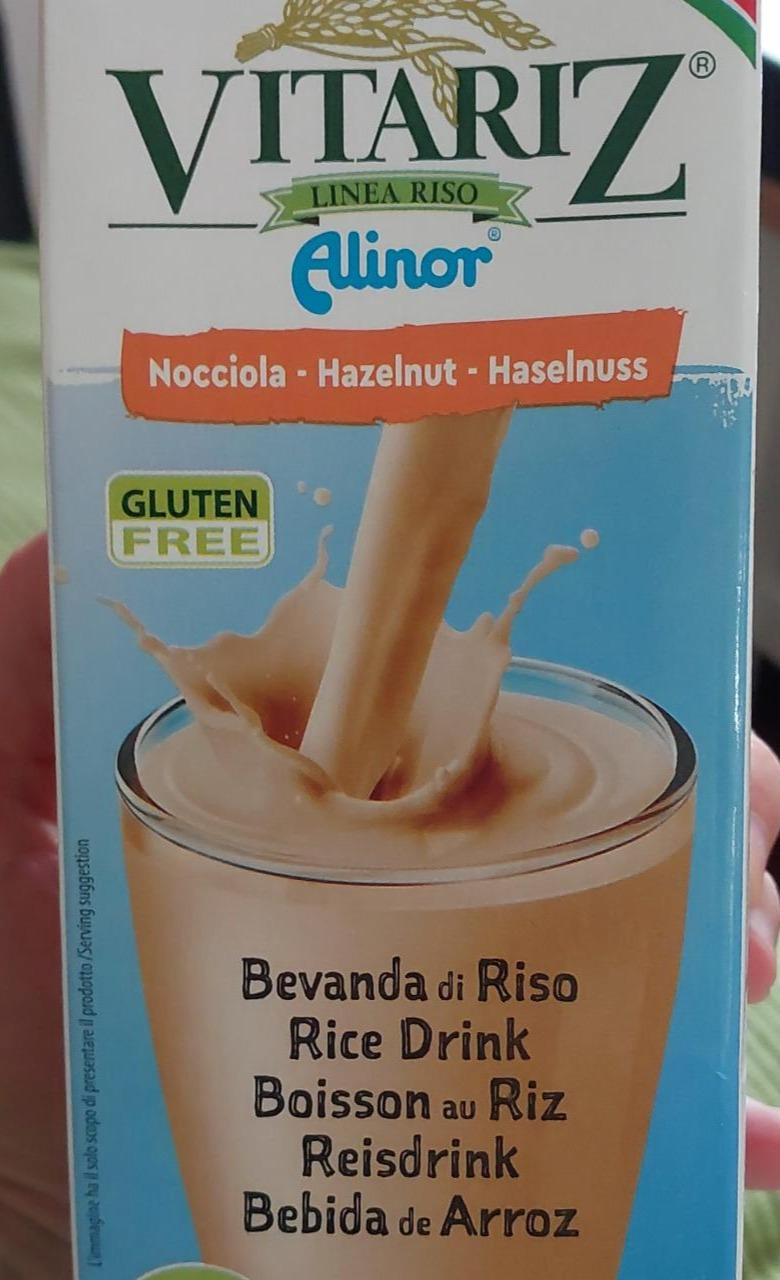 VITARIZ®
LINEA RISO
Alinor®
Nocciola - Hazelnut - Haselnuss
GLUTEN
FREE
Bevanda di Riso
Rice Drink
Boisson au Riz
Reisdrink
Bebida de Arroz
L'immagine ha il solo scopo di presentare il prodotto /Serving suggestion